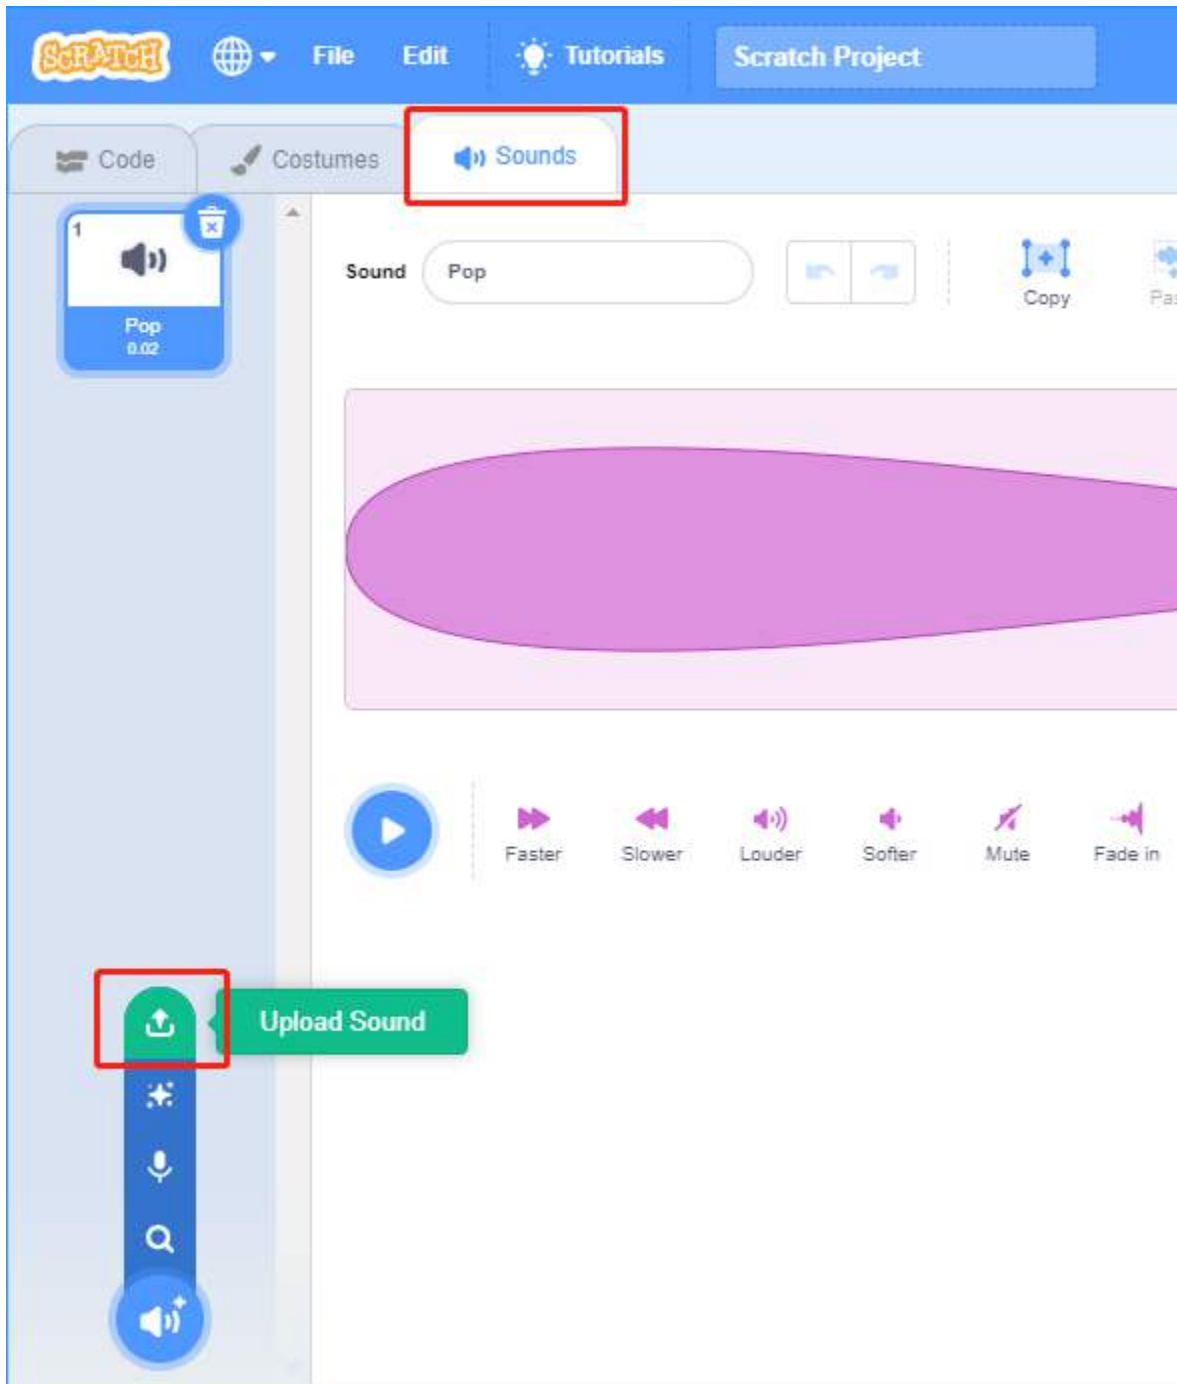 SCRATCH File Edit Tutorials Scratch Project
Code Costumes Sounds
1
Pop
0.02
Sound Pop
Copy
Faster Slower Louder Softer Mute Fade in
Upload Sound